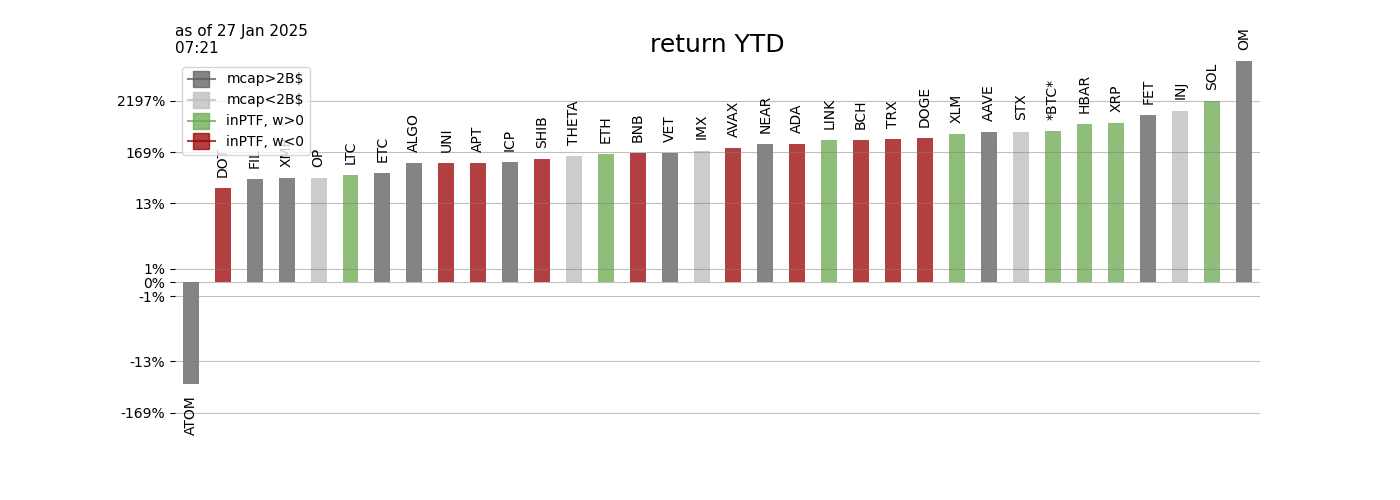 as of 27 Jan 2025
07:21
return YTD
mcap>2B$
mcap<2B$
inPTF, w>0
inPTF, w<0
2197%
169%
13%
1%
0%
-1%
-13%
-169%
ATOM
DOT
FIL
XMR
OP
LTC
ETC
ALGO
UNI
APT
ICP
SHIB
THETA
ETH
BNB
VET
IMX
AVAX
NEAR
ADA
LINK
BCH
TRX
DOGE
XLM
AAVE
STX
*BTC*
HBAR
XRP
FET
INJ
SOL
OM